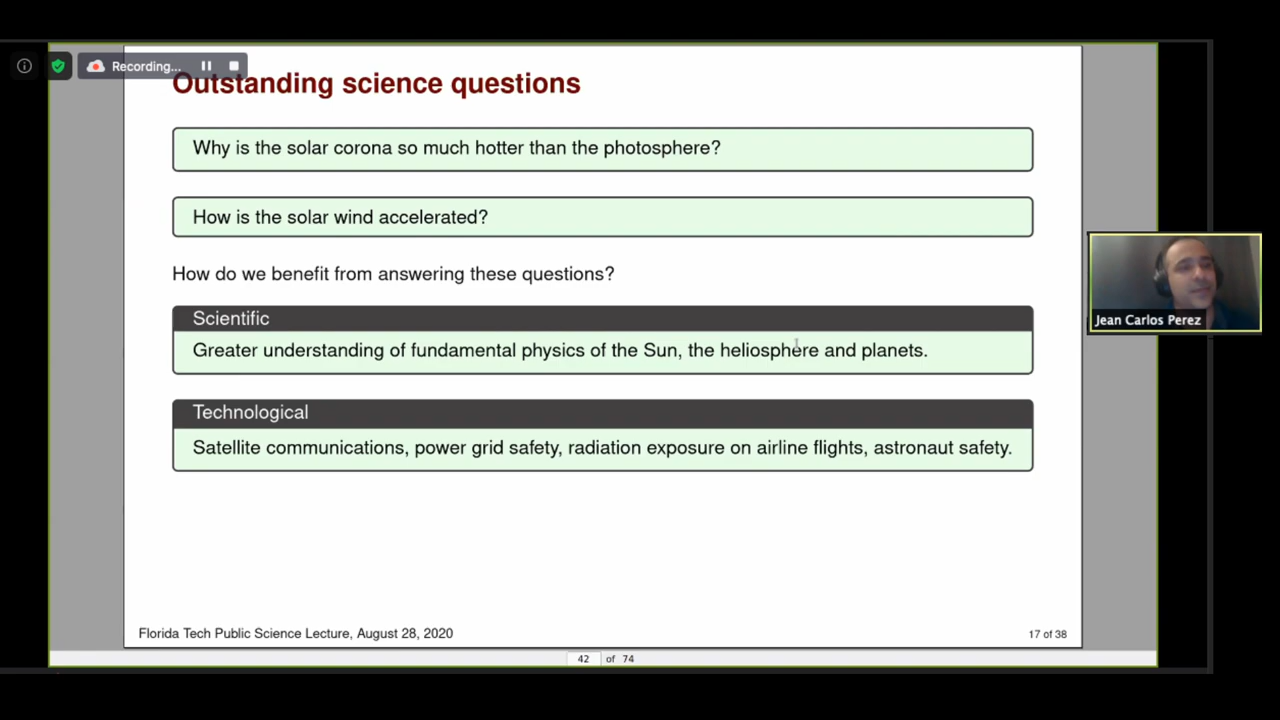 Recording...
Outstanding science questions
Why is the solar corona so much hotter than the photosphere?
How is the solar wind accelerated?
How do we benefit from answering these questions?
Scientific
Greater understanding of fundamental physics of the Sun, the heliosphere and planets.
Technological
Satellite communications, power grid safety, radiation exposure on airline flights, astronaut safety.
Jean Carlos Perez
Florida Tech Public Science Lecture, August 28, 2020
17 of 38
42 of 74